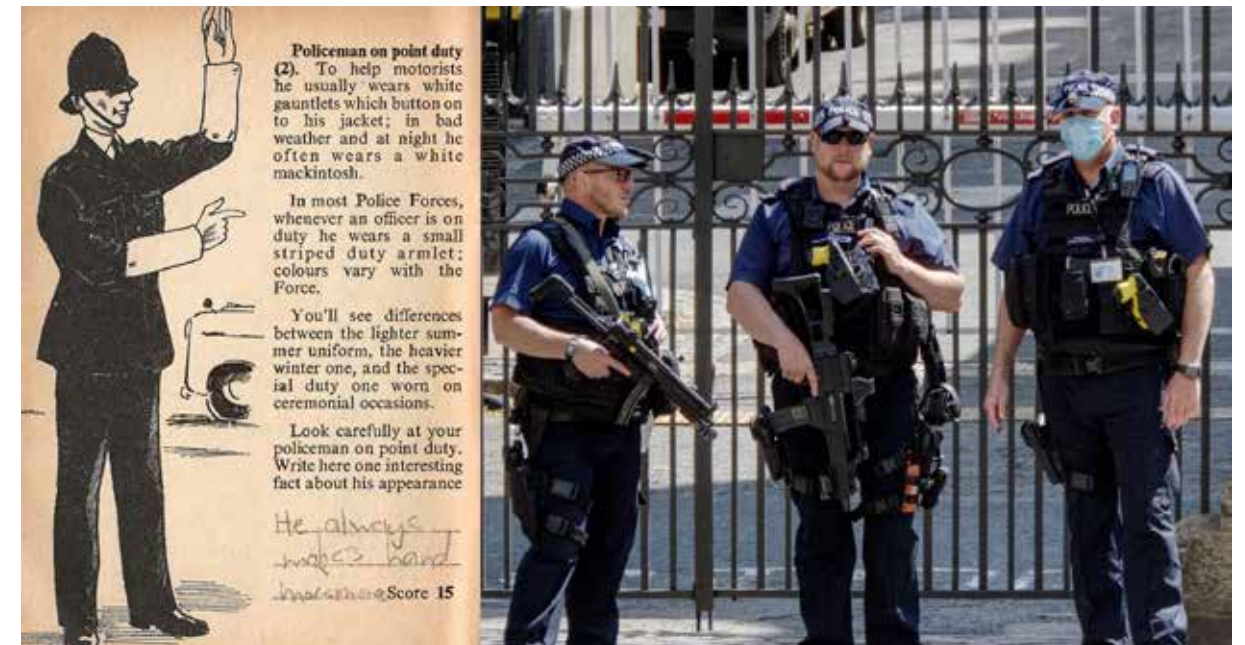 Policeman on point duty
(2). To help motorists
he usually wears white
gauntlets which button on
to his jacket; in bad
weather and at night he
often wears a white
mackintosh.
In most Police Forces,
whenever an officer is on
duty he wears a small
striped duty armlet;
colours vary with the
Force.
You'll see differences
between the lighter sum-
mer uniform, the heavier
winter one, and the spec-
ial duty one worn on
ceremonial occasions.
Look carefully at your
policeman on point duty.
Write here one interesting
fact about his appearance
He always
makes hand
Score 15
POLICE
POLICE